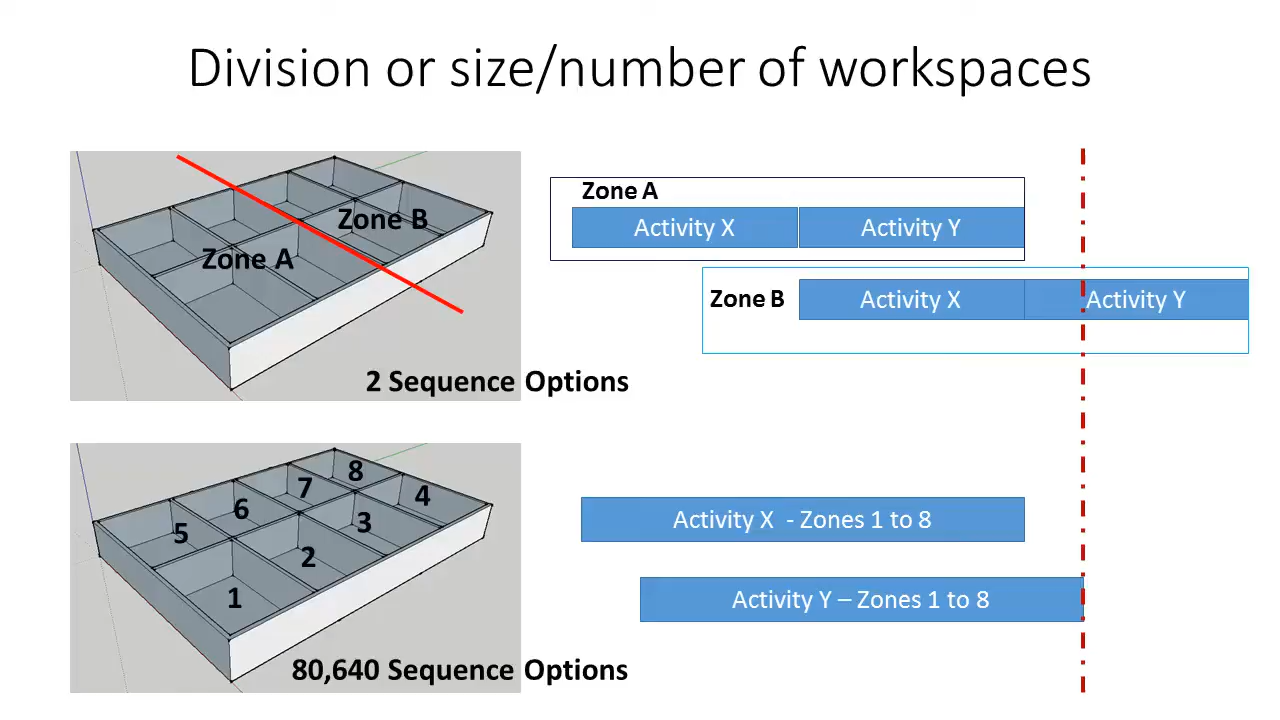 Division or size/number of workspaces
Zone A
Zone B
2 Sequence Options
Zone A
Activity X
Activity Y
Zone B
Activity X
Activity Y
1
2
3
4
5
6
7
8
80,640 Sequence Options
Activity X  - Zones 1 to 8
Activity Y – Zones 1 to 8